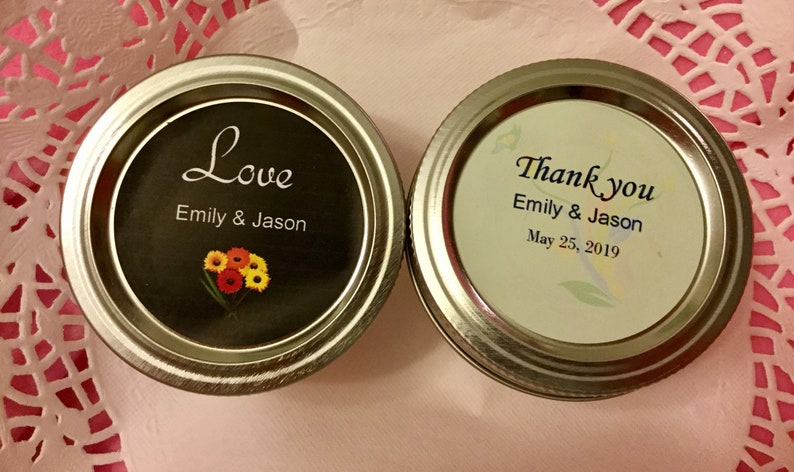 Love
Emily & Jason
Thank you
Emily & Jason
May 25, 2019